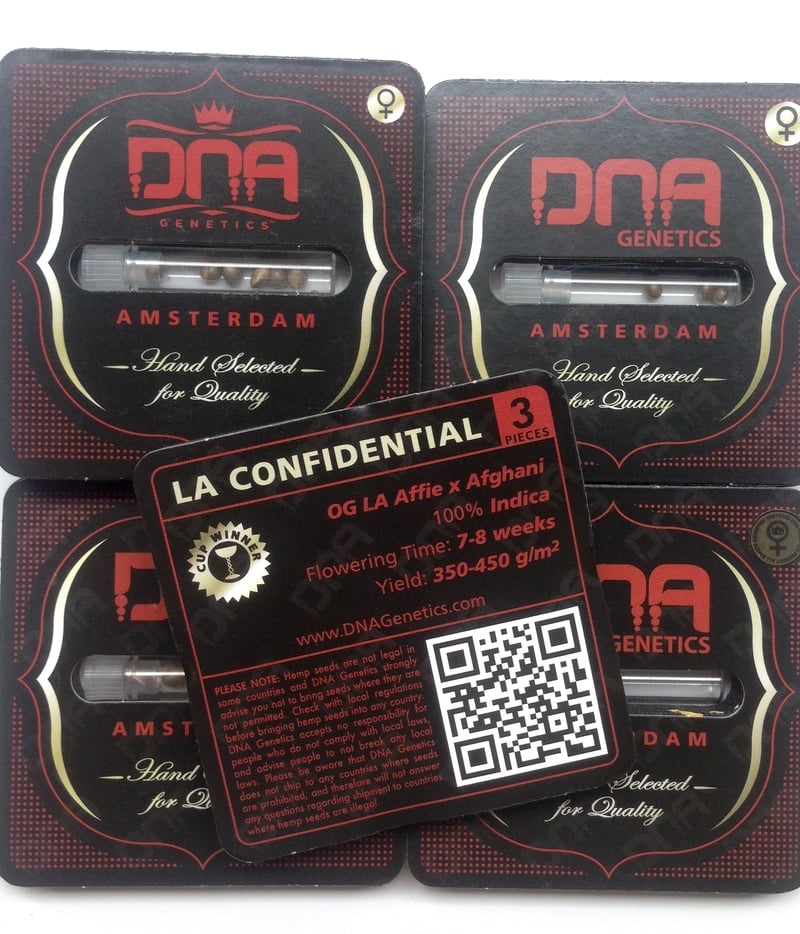 DNA
GENETICS™
AMSTERDAM
Hand Selected
for Quality
DNA
GENETICS
AMSTERDAM
Hand Selected
for Quality
LA CONFIDENTIAL
3
PIECES
CUP WINNER
OG LA Affie x Afghani
100% Indica
Flowering Time: 7-8 weeks
Yield: 350-450 g/m²
www.DNAGenetics.com
PLEASE NOTE: Hemp seeds are not legal in
some countries and DNA Genetics strongly
advise you not to bring seeds where they are
not permitted. Check with local regulations
before bringing hemp seeds into any country
DNA Genetics accepts no responsibility for
people who do not comply with local laws,
and advise people to not break any local
laws. Please be aware that DNA Genetics
does not ship to any countries where seeds
are prohibited, and therefore will not answer
any questions regarding shipment to countries
where hemp seeds are illegal.
D
AMST
Hand
for Qu
NA
GENETICS
DAM
Selected
for Quality